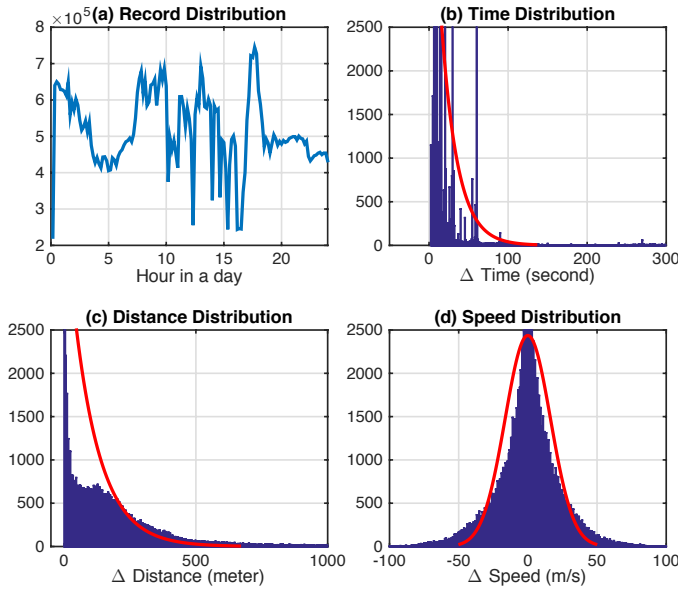 (a) Record Distribution
×10⁵
8
7
6
5
4
3
2
0 5 10 15 20
Hour in a day
(b) Time Distribution
2500
2000
1500
1000
500
0
0 100 200 300
Δ Time (second)
(c) Distance Distribution
2500
2000
1500
1000
500
0
0 500 1000
Δ Distance (meter)
(d) Speed Distribution
2500
2000
1500
1000
500
0
-100 -50 0 50 100
Δ Speed (m/s)